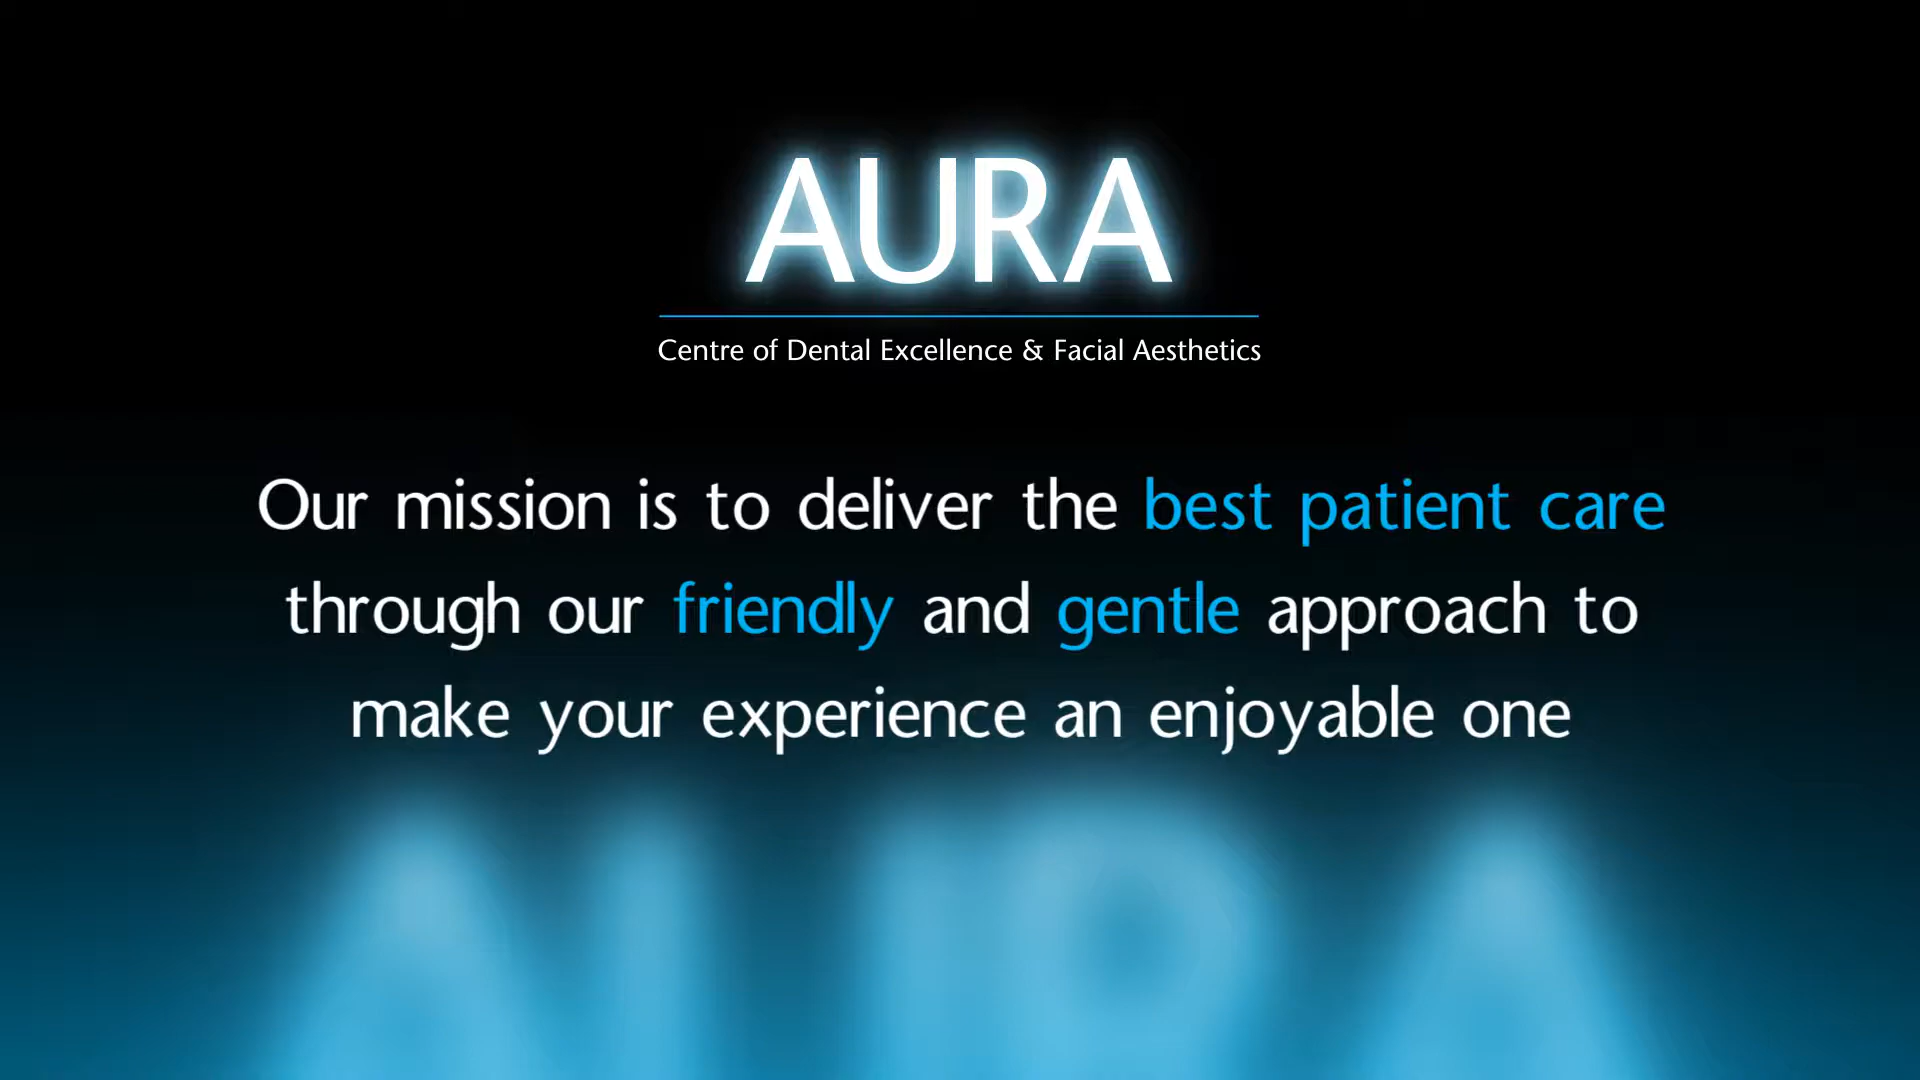 AURA
Centre of Dental Excellence & Facial Aesthetics
Our mission is to deliver the best patient care
through our friendly and gentle approach to
make your experience an enjoyable one
AURA